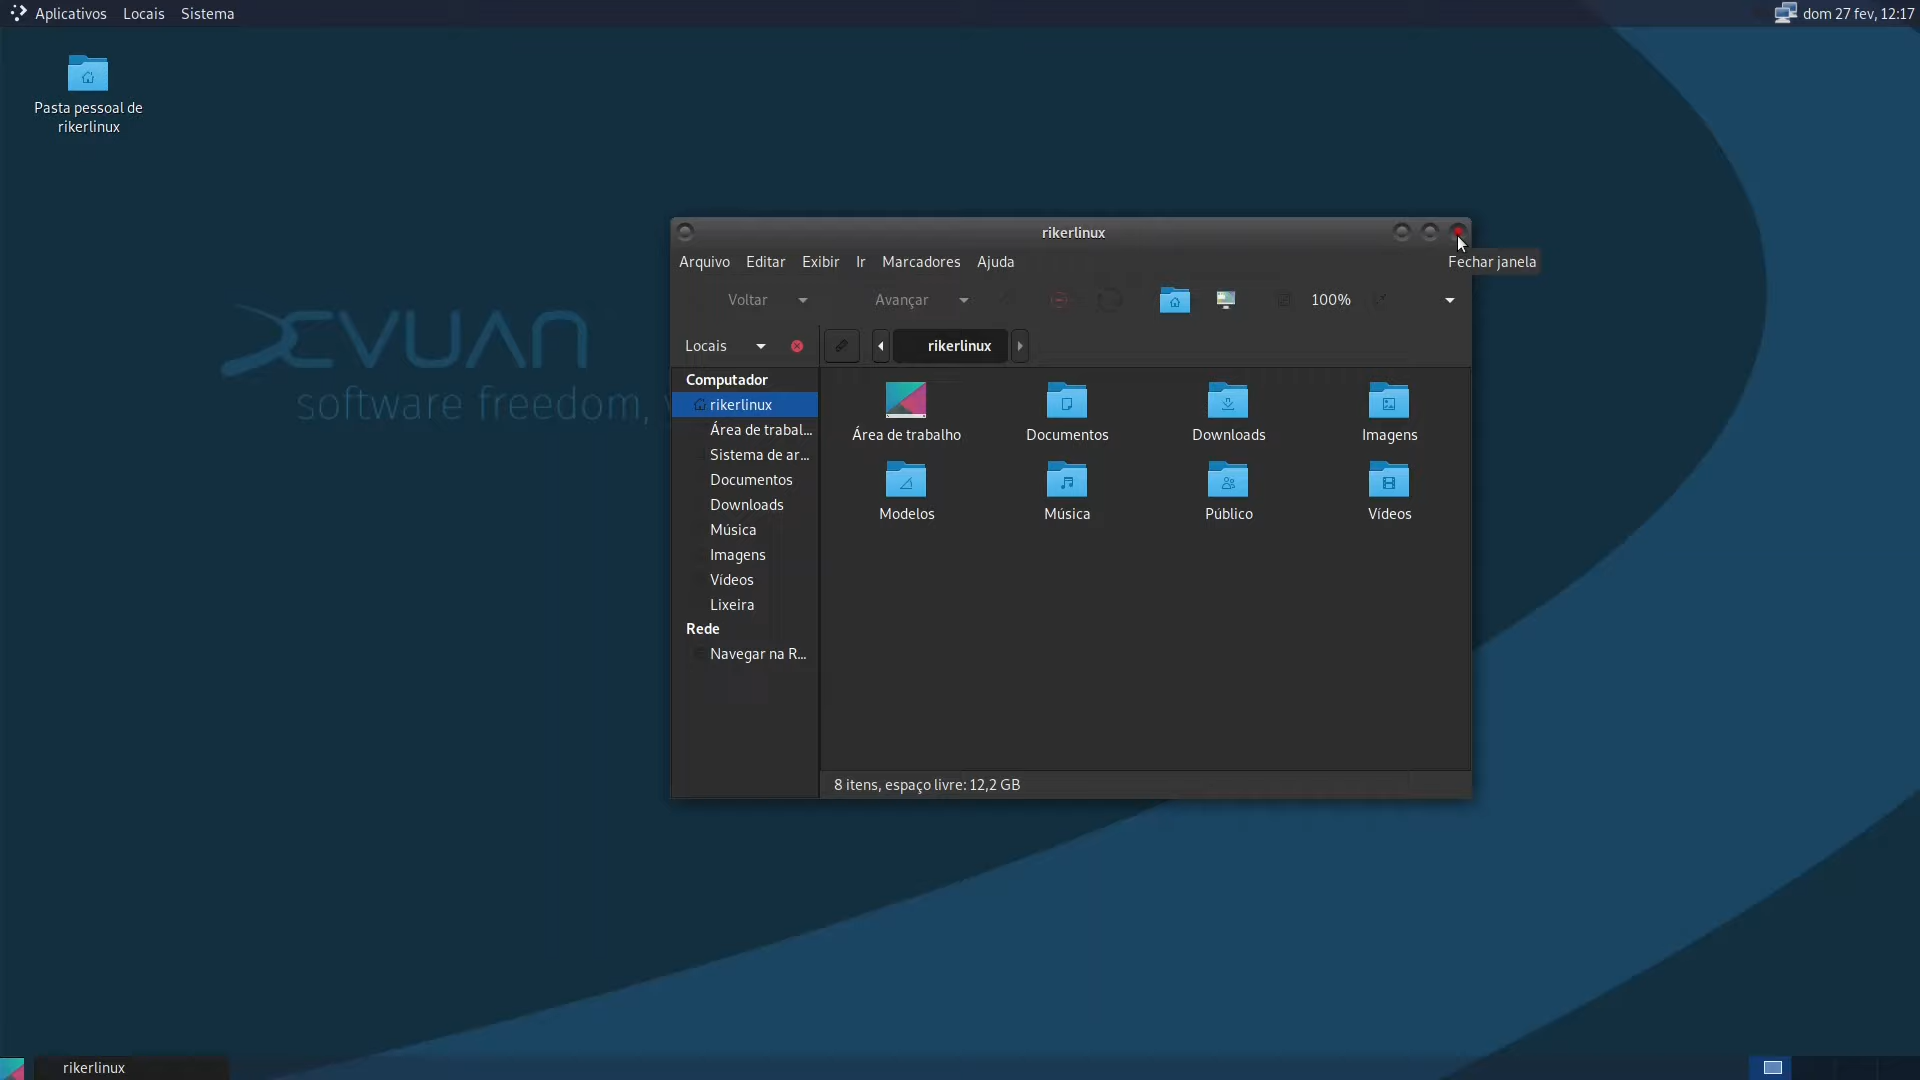 Aplicativos Locais Sistema
dom 27 fev, 12:17
Pasta pessoal de
rikerlinux
EVUAN
software freedom,
rikerlinux
Arquivo Editar Exibir Ir Marcadores Ajuda
Fechar janela
Voltar Avançar 100%
Locais rikerlinux
Computador
rikerlinux
Área de trabal...
Sistema de ar...
Documentos
Downloads
Música
Imagens
Vídeos
Lixeira
Rede
Navegar na R...
Área de trabalho Documentos Downloads Imagens
Modelos Música Público Vídeos
8 itens, espaço livre: 12,2 GB
rikerlinux